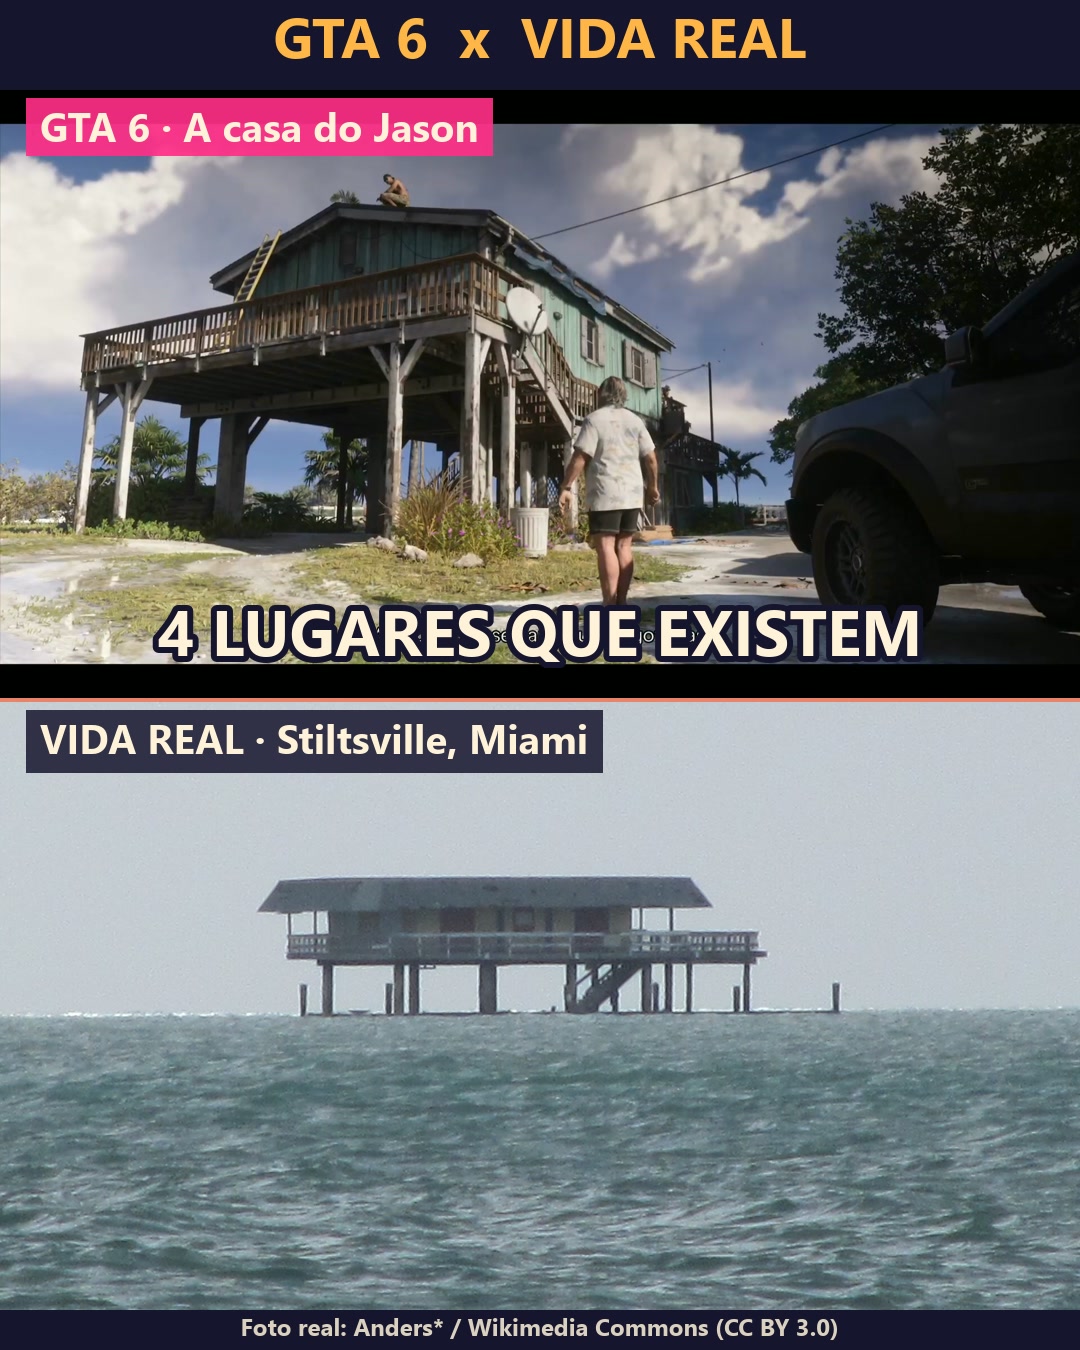 GTA 6 x VIDA REAL
GTA 6 · A casa do Jason
4 LUGARES QUE EXISTEM
VIDA REAL · Stiltsville, Miami
Foto real: Anders* / Wikimedia Commons (CC BY 3.0)